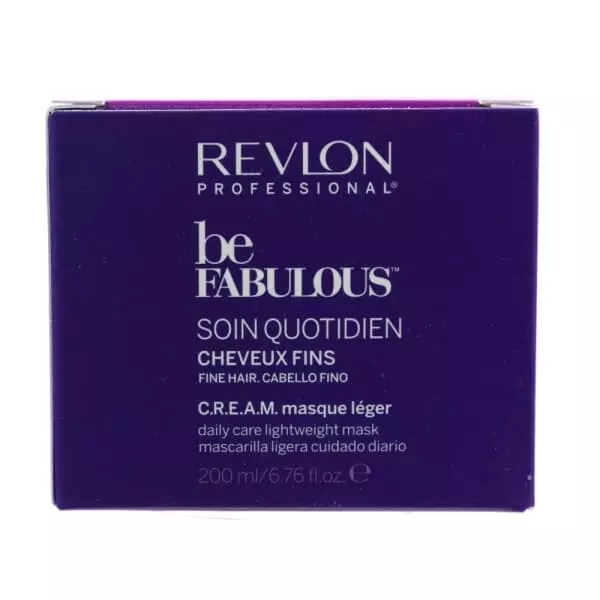 REVLON
PROFESSIONAL®
be
FABULOUS™
SOIN QUOTIDIEN
CHEVEUX FINS
FINE HAIR. CABELLO FINO
C.R.E.A.M. masque léger
daily care lightweight mask
mascarilla ligera cuidado diario
200 ml/6.76 fl.oz. ℮